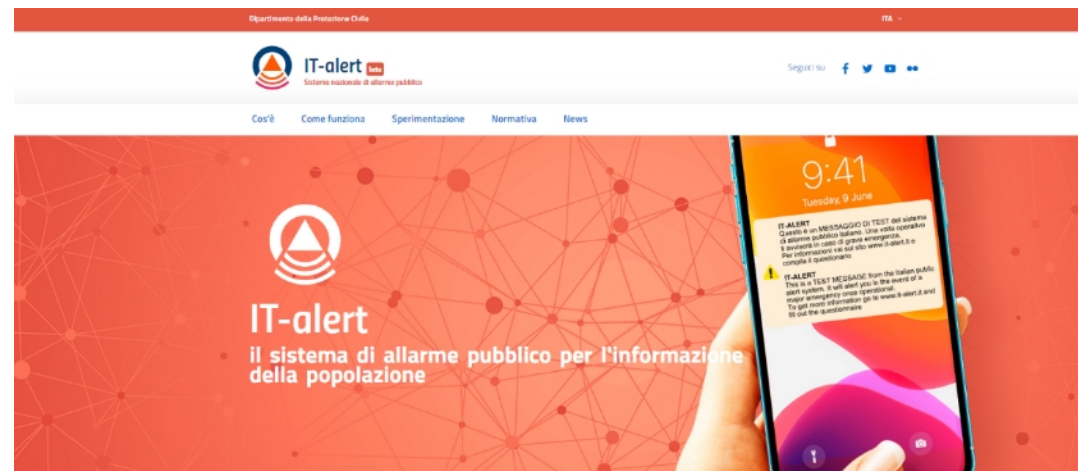 Dipartimento della Protezione Civile
ITA
IT-alert beta
Sistema nazionale di allarme pubblico
Seguici su
Cos'è Come funziona Sperimentazione Normativa News
9:41
Tuesday, 9 June
IT-ALERT
Questo è un MESSAGGIO DI TEST del sistema
di allarme pubblico italiano. Una volta operativo
ti avviserà in caso di grave emergenza.
Per informazioni vai sul sito www.it-alert.it e
compila il questionario
IT-ALERT
This is a TEST MESSAGE from the Italian public
alert system. It will alert you in the event of a
major emergency once operational.
To get more information go to www.it-alert.it and
fill out the questionnaire
IT-alert
il sistema di allarme pubblico per l'informazione
della popolazione